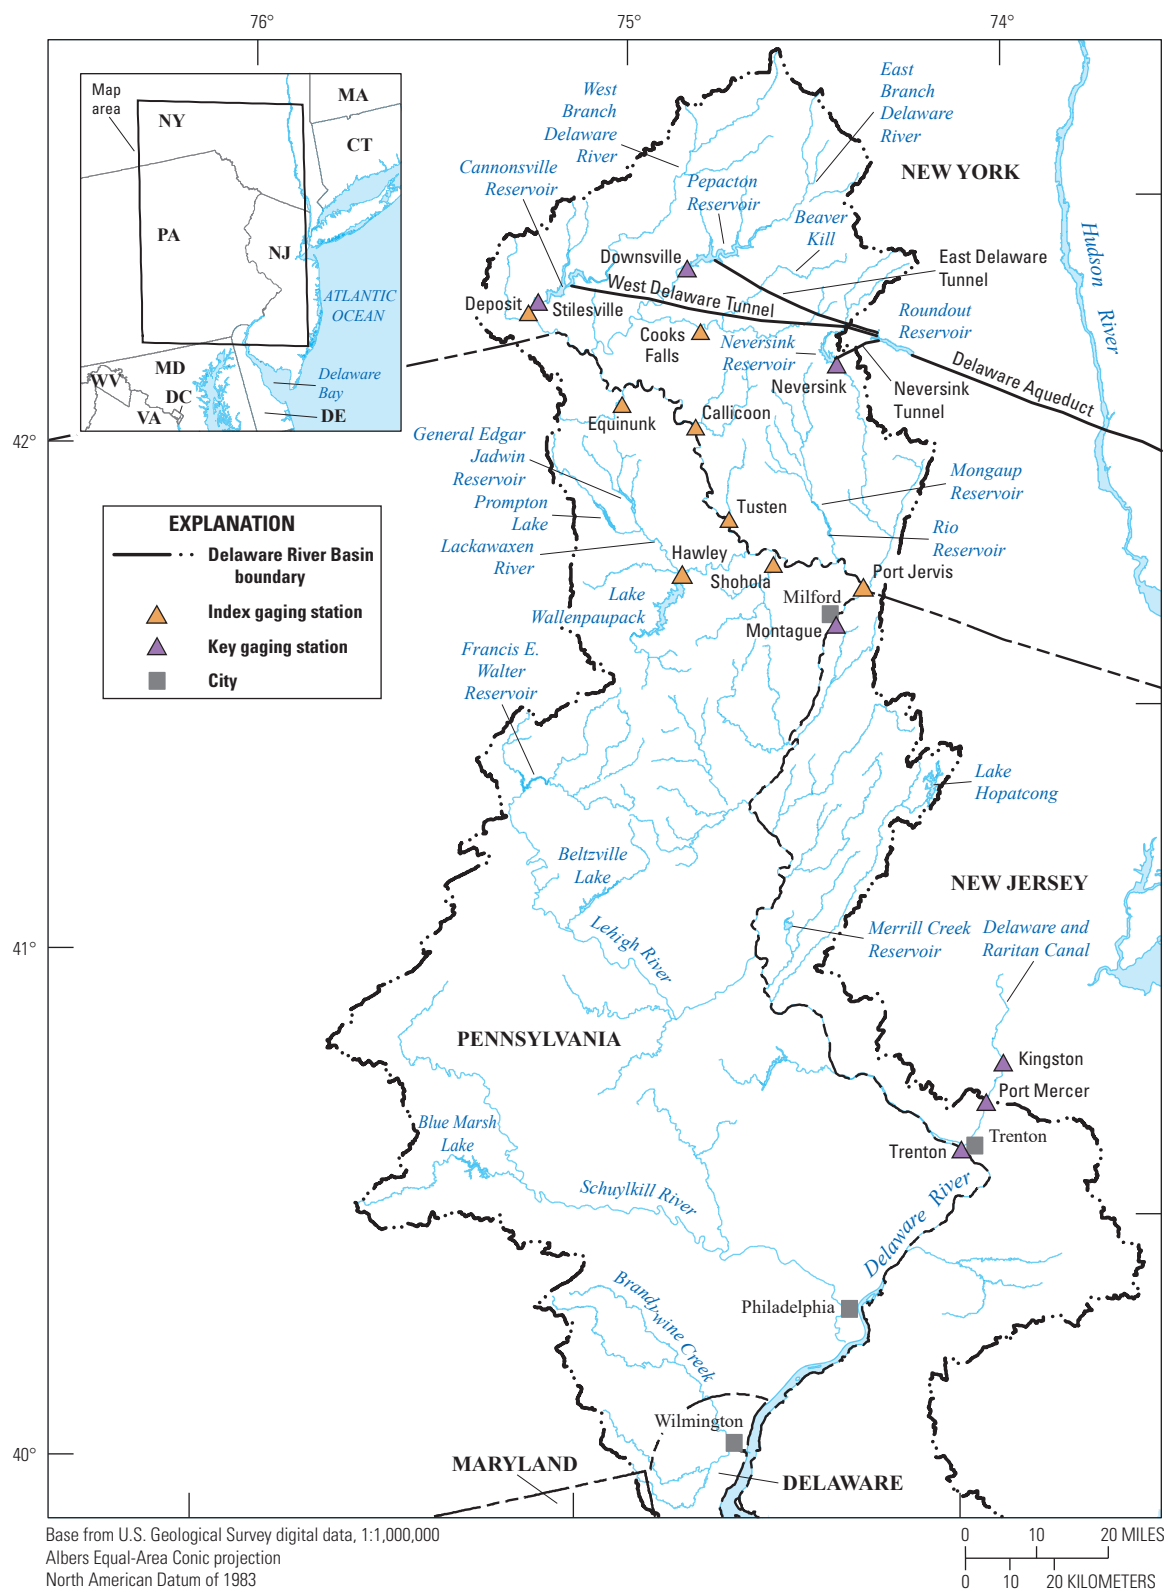 76°
75°
74°
Map
area
NY
MA
CT
PA
NJ
ATLANTIC
OCEAN
MD
WV
DC
VA
Delaware
Bay
DE
West
Branch
Delaware
River
East
Branch
Delaware
River
NEW YORK
Cannonsville
Reservoir
Pepacton
Reservoir
Beaver
Kill
Hudson River
Downsville
East Delaware
Tunnel
West Delaware Tunnel
Deposit
Stilesville
Cooks
Falls
Neversink
Reservoir
Roundout
Reservoir
Neversink
Neversink
Tunnel
Delaware Aqueduct
42°
Equinunk
Callicoon
General Edgar
Jadwin
Reservoir
Prompton
Lake
Lackawaxen
River
Mongaup
Reservoir
Tusten
Rio
Reservoir
Hawley
Shohola
Port Jervis
Milford
Lake
Wallenpaupack
Montague
EXPLANATION
Delaware River Basin
boundary
Index gaging station
Key gaging station
City
Francis E.
Walter
Reservoir
Lake
Hopatcong
Beltzville
Lake
NEW JERSEY
Lehigh River
Merrill Creek
Reservoir
Delaware and
Raritan Canal
41°
PENNSYLVANIA
Kingston
Port Mercer
Blue Marsh
Lake
Trenton
Trenton
Schuylkill River
Delaware River
Brandywine Creek
Philadelphia
Wilmington
40°
MARYLAND
DELAWARE
Base from U.S. Geological Survey digital data, 1:1,000,000
Albers Equal-Area Conic projection
North American Datum of 1983
0 10 20 MILES
0 10 20 KILOMETERS